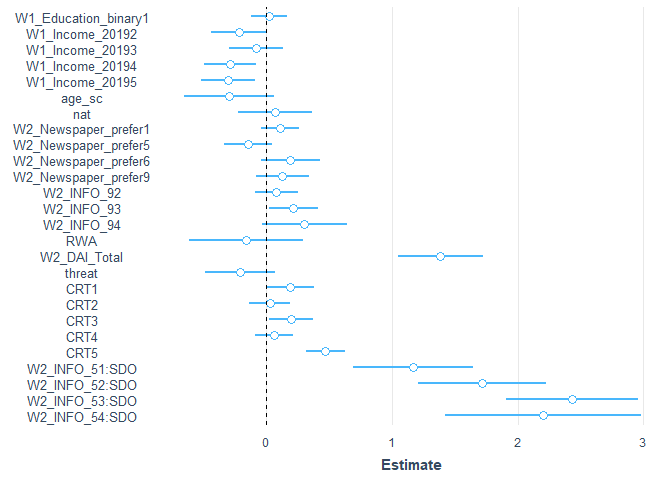 W1_Education_binary1
W1_Income_20192
W1_Income_20193
W1_Income_20194
W1_Income_20195
age_sc
nat
W2_Newspaper_prefer1
W2_Newspaper_prefer5
W2_Newspaper_prefer6
W2_Newspaper_prefer9
W2_INFO_92
W2_INFO_93
W2_INFO_94
RWA
W2_DAI_Total
threat
CRT1
CRT2
CRT3
CRT4
CRT5
W2_INFO_51:SDO
W2_INFO_52:SDO
W2_INFO_53:SDO
W2_INFO_54:SDO
0 1 2 3
Estimate